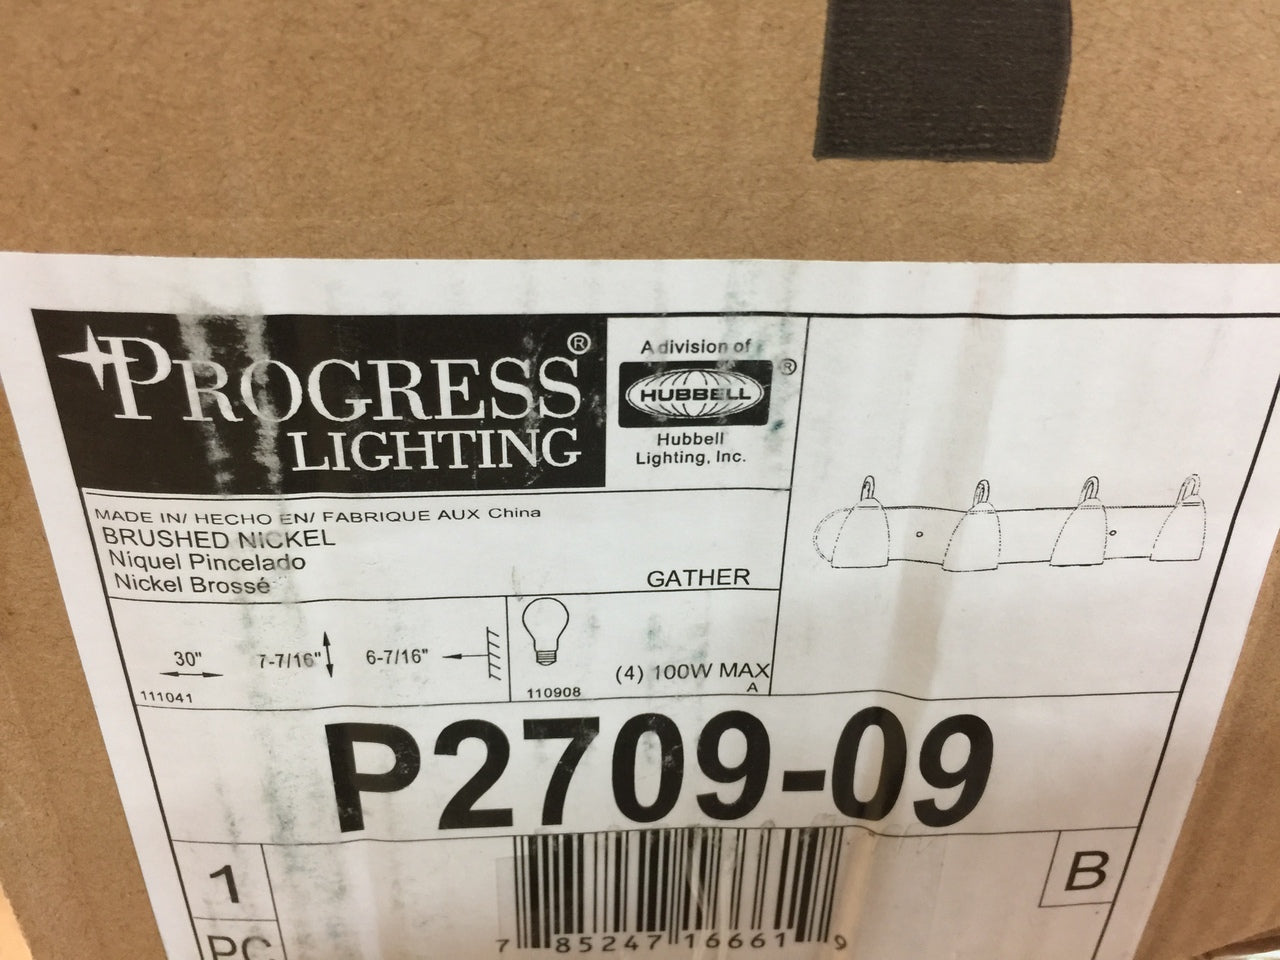 PROGRESS®
LIGHTING
A division of
HUBBELL ®
Hubbell
Lighting, Inc.
MADE IN/ HECHO EN/ FABRIQUE AUX China
BRUSHED NICKEL
Níquel Pincelado
Nickel Brossé
GATHER
30"
7-7/16"
6-7/16"
111041
110908
(4) 100W MAX
A
P2709-09
1
PC
B
7 85247 16661 9